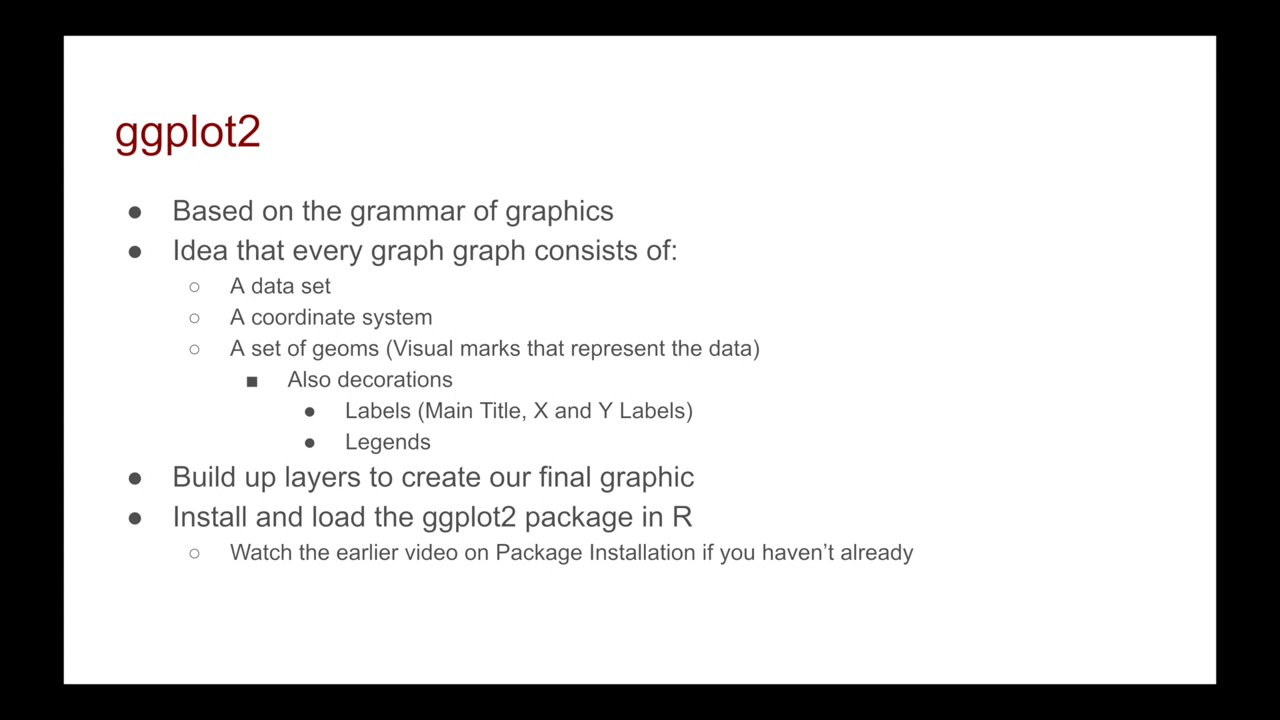 ggplot2
● Based on the grammar of graphics
● Idea that every graph graph consists of:
○ A data set
○ A coordinate system
○ A set of geoms (Visual marks that represent the data)
■ Also decorations
● Labels (Main Title, X and Y Labels)
● Legends
● Build up layers to create our final graphic
● Install and load the ggplot2 package in R
○ Watch the earlier video on Package Installation if you haven’t already